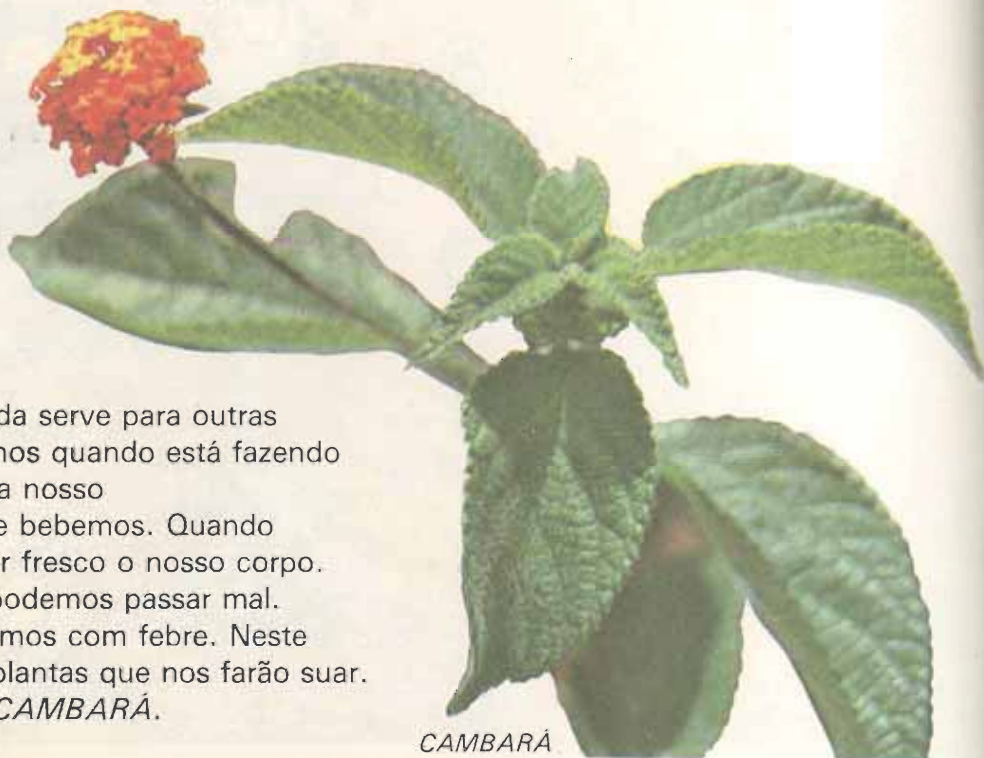 da serve para outras
nos quando está fazendo
a nosso
e bebemos. Quando
r fresco o nosso corpo.
podemos passar mal.
mos com febre. Neste
plantas que nos farão suar.
CAMBARÁ.
CAMBARÁ